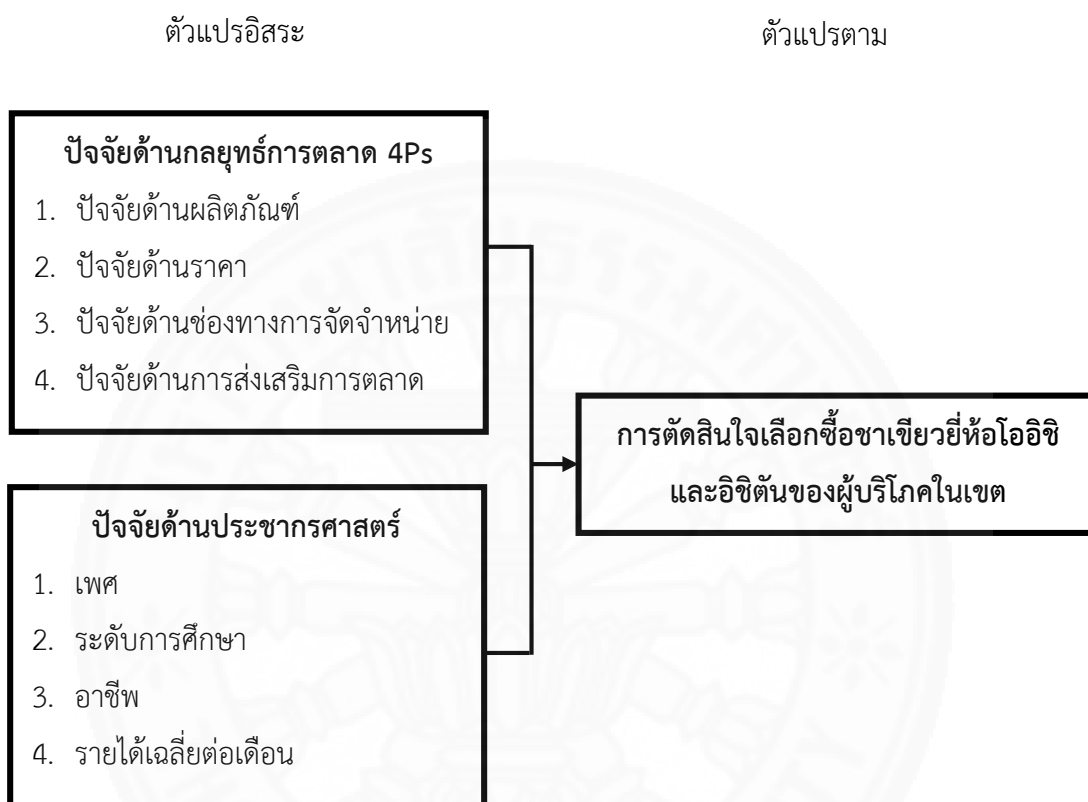 ตัวแปรอิสระ
ตัวแปรตาม
ปัจจัยด้านกลยุทธ์การตลาด 4Ps
1. ปัจจัยด้านผลิตภัณฑ์
2. ปัจจัยด้านราคา
3. ปัจจัยด้านช่องทางการจัดจำหน่าย
4. ปัจจัยด้านการส่งเสริมการตลาด
การตัดสินใจเลือกซื้อชาเขียวยี่ห้อโออิชิ
และอิชิตันของผู้บริโภคในเขต
ปัจจัยด้านประชากรศาสตร์
1. เพศ
2. ระดับการศึกษา
3. อาชีพ
4. รายได้เฉลี่ยต่อเดือน